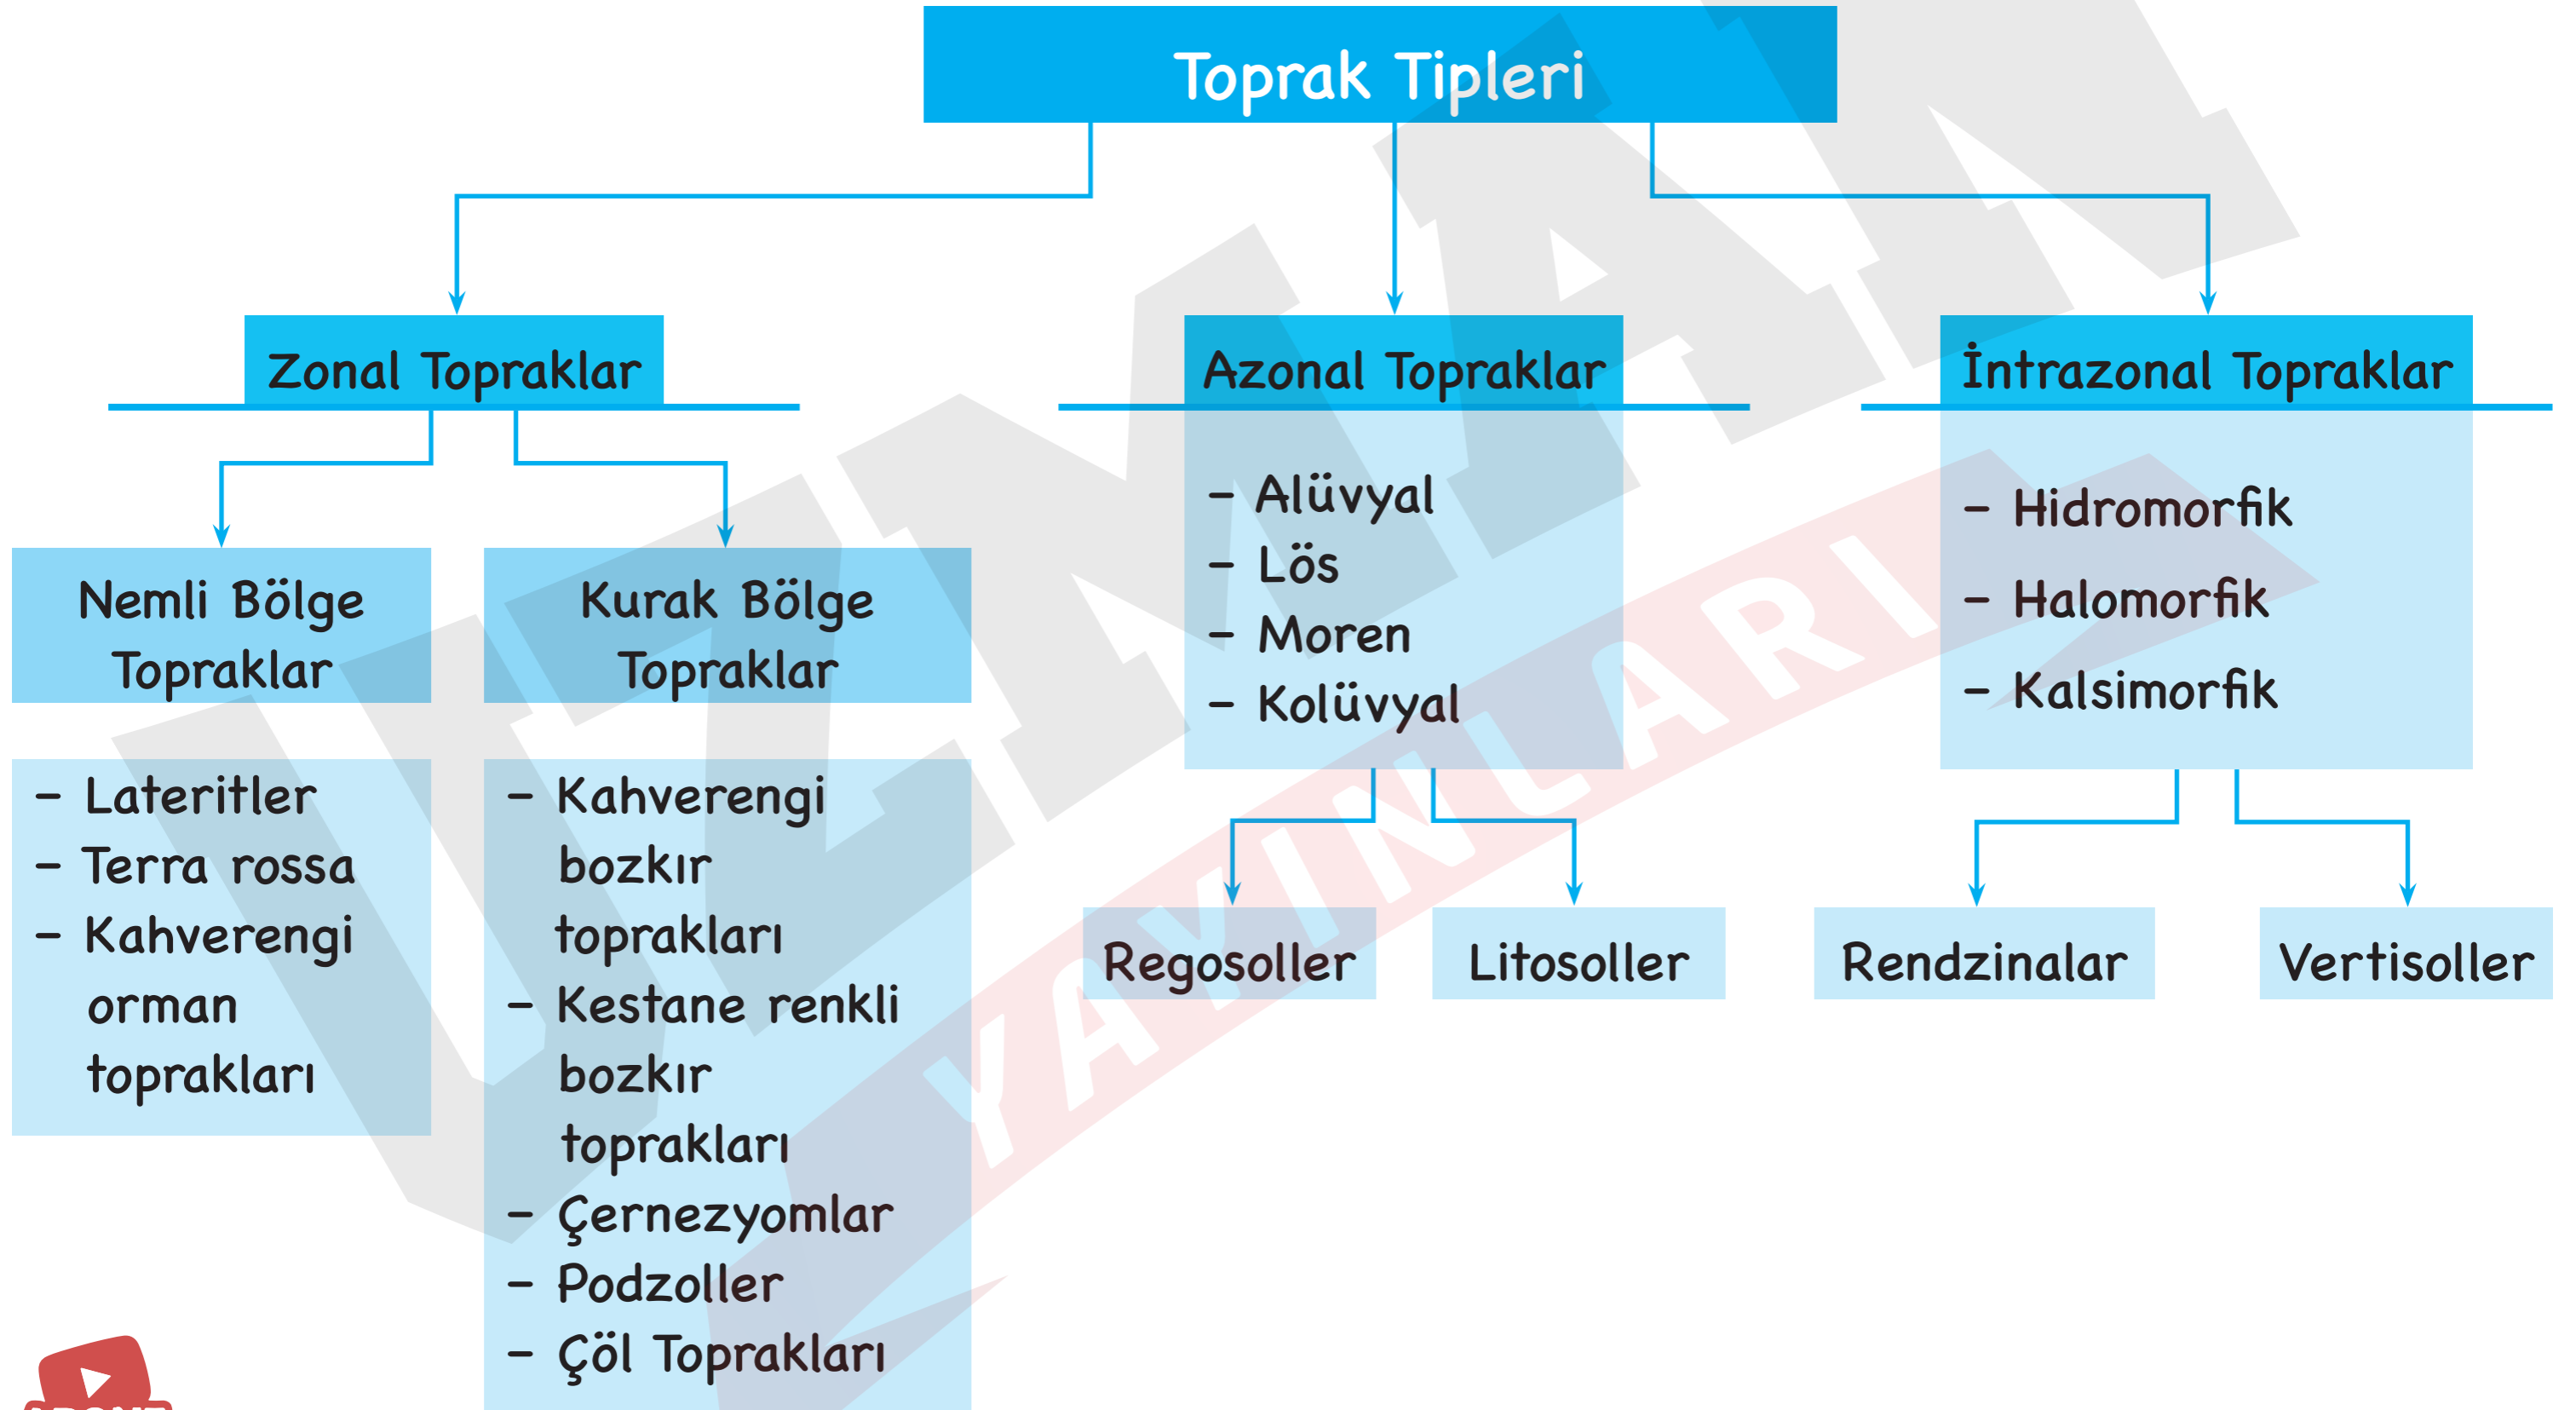 Toprak Tipleri
Zonal Topraklar
Nemli Bölge
Topraklar
- Lateritler
- Terra rossa
- Kahverengi
orman
toprakları
Kurak Bölge
Topraklar
- Kahverengi
bozkır
toprakları
- Kestane renkli
bozkır
toprakları
- Çernezyomlar
- Podzoller
- Çöl Toprakları
Azonal Topraklar
- Alüvyal
- Lös
- Moren
- Kolüvyal
Regosoller
Litosoller
İntrazonal Topraklar
- Hidromorfik
- Halomorfik
- Kalsimorfik
Rendzinalar
Vertisoller
UZMAN
YAYINLARI